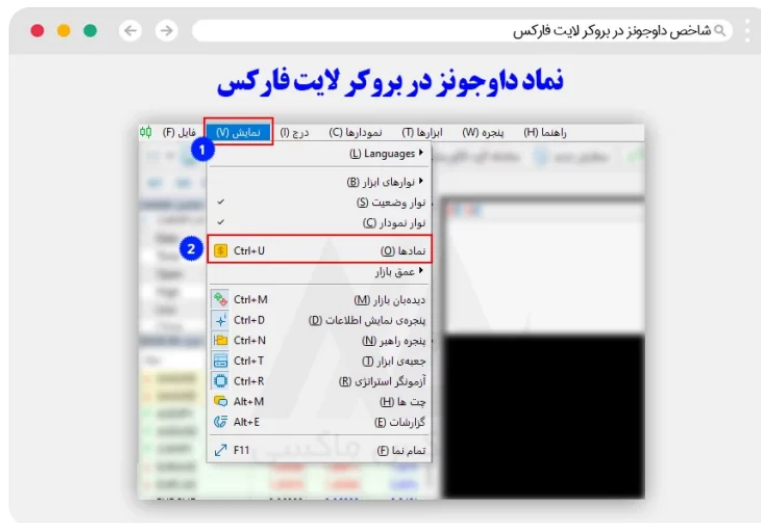 شاخص داوجونز در بروکر لایت فارکس
نماد داوجونز در بروکر لایت فارکس
فایل (F) نمایش (V) درج (I) نمودارها (C) ابزارها (T) پنجره (W) راهنما (H)
1
Languages (L)
نوارهای ابزار (B)
نوار وضعیت (S)
نوار نمودار (C)
2
نمادها (O) Ctrl+U
عمق بازار
دیده‌بان بازار (M) Ctrl+M
پنجره‌ی نمایش اطلاعات (D) Ctrl+D
پنجره راهبر (N) Ctrl+N
جعبه‌ی ابزار (T) Ctrl+T
آزمونگر استراتژی (R) Ctrl+R
چت ها (H) Alt+M
گزارشات (E) Alt+E
تمام نما (F) F11